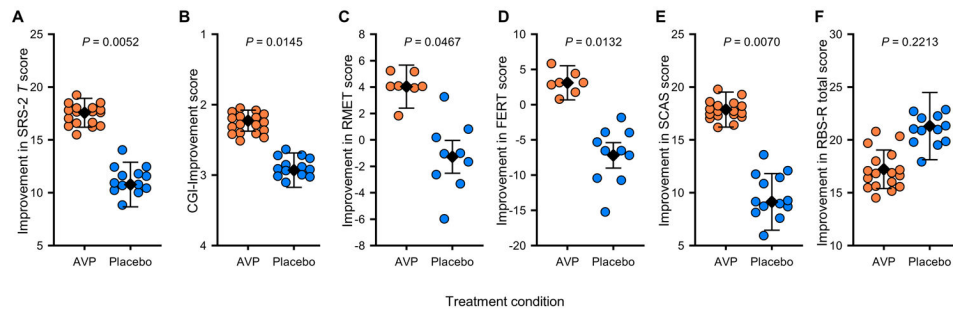 A
Improvement in SRS-2 T score
25
20
15
10
5
P = 0.0052
AVP Placebo
B
CGI-Improvement score
1
2
3
4
P = 0.0145
AVP Placebo
C
Improvement in RMET score
8
6
4
2
0
-2
-4
-6
-8
P = 0.0467
AVP Placebo
D
Improvement in FERT score
10
5
0
-5
-10
-15
-20
P = 0.0132
AVP Placebo
E
Improvement in SCAS score
25
20
15
10
5
P = 0.0070
AVP Placebo
F
Improvement in RBS-R total score
30
25
20
15
10
P = 0.2213
AVP Placebo
Treatment condition